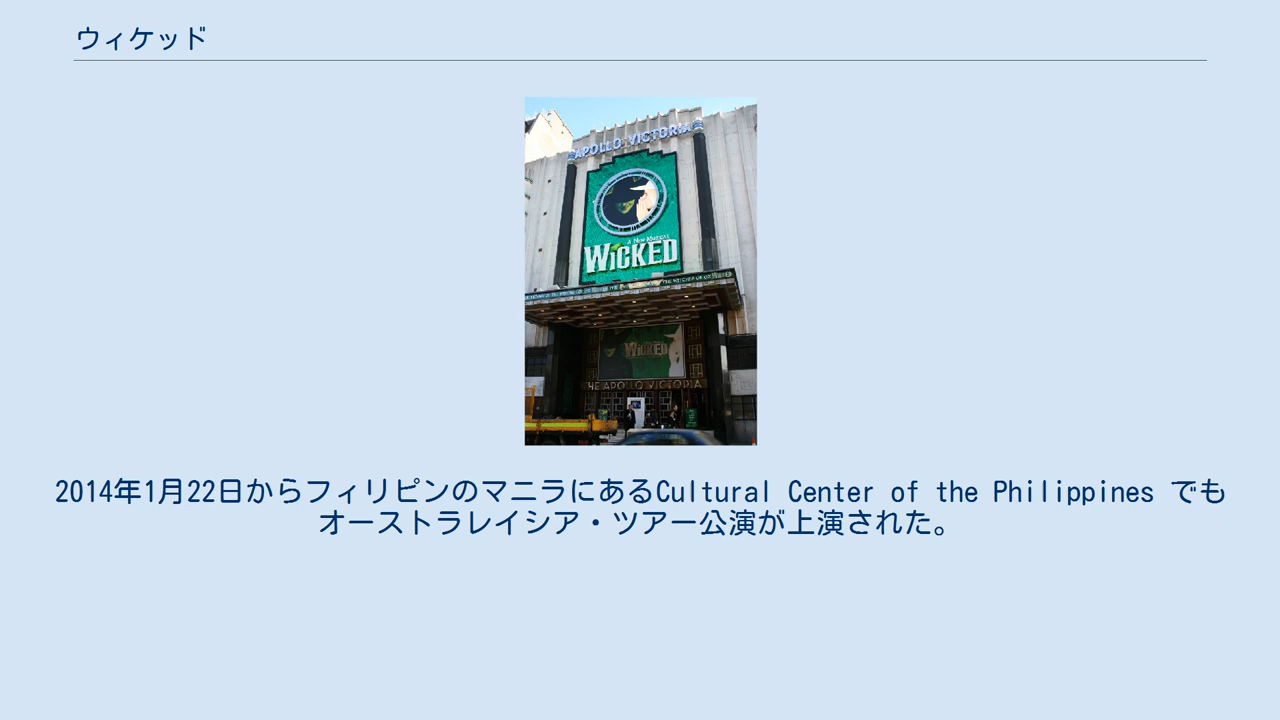 ウィケッド
APOLLO VICTORIA
A NEW MUSICAL
WICKED
WICKED
HE APOLLO VICTORIA
2014年1月22日からフィリピンのマニラにあるCultural Center of the Philippines でも
オーストラレイシア・ツアー公演が上演された。